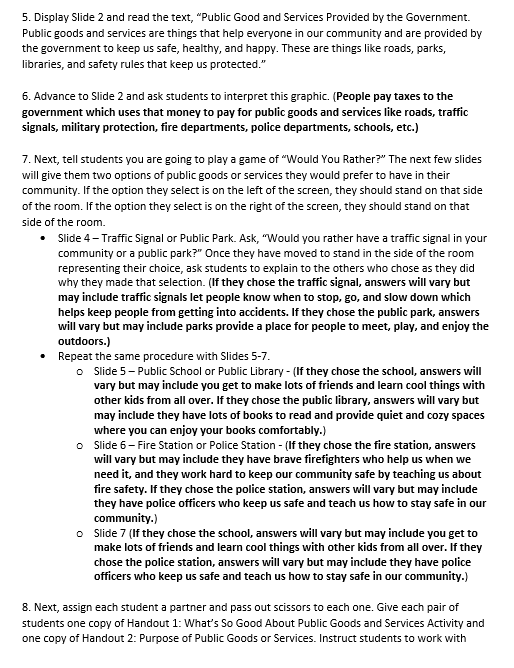 5. Display Slide 2 and read the text, “Public Good and Services Provided by the Government.
Public goods and services are things that help everyone in our community and are provided by
the government to keep us safe, healthy, and happy. These are things like roads, parks,
libraries, and safety rules that keep us protected.”
6. Advance to Slide 2 and ask students to interpret this graphic. (People pay taxes to the
government which uses that money to pay for public goods and services like roads, traffic
signals, military protection, fire departments, police departments, schools, etc.)
7. Next, tell students you are going to play a game of “Would You Rather?” The next few slides
will give them two options of public goods or services they would prefer to have in their
community. If the option they select is on the left of the screen, they should stand on that side
of the room. If the option they select is on the right of the screen, they should stand on that
side of the room.
• Slide 4 – Traffic Signal or Public Park. Ask, “Would you rather have a traffic signal in your
community or a public park?” Once they have moved to stand in the side of the room
representing their choice, ask students to explain to the others who chose as they did
why they made that selection. (If they chose the traffic signal, answers will vary but
may include traffic signals let people know when to stop, go, and slow down which
helps keep people from getting into accidents. If they chose the public park, answers
will vary but may include parks provide a place for people to meet, play, and enjoy the
outdoors.)
• Repeat the same procedure with Slides 5-7.
o Slide 5 – Public School or Public Library - (If they chose the school, answers will
vary but may include you get to make lots of friends and learn cool things with
other kids from all over. If they chose the public library, answers will vary but
may include they have lots of books to read and provide quiet and cozy spaces
where you can enjoy your books comfortably.)
o Slide 6 – Fire Station or Police Station - (If they chose the fire station, answers
will vary but may include they have brave firefighters who help us when we
need it, and they work hard to keep our community safe by teaching us about
fire safety. If they chose the police station, answers will vary but may include
they have police officers who keep us safe and teach us how to stay safe in our
community.)
o Slide 7 (If they chose the school, answers will vary but may include you get to
make lots of friends and learn cool things with other kids from all over. If they
chose the police station, answers will vary but may include they have police
officers who keep us safe and teach us how to stay safe in our community.)
8. Next, assign each student a partner and pass out scissors to each one. Give each pair of
students one copy of Handout 1: What’s So Good About Public Goods and Services Activity and
one copy of Handout 2: Purpose of Public Goods or Services. Instruct students to work with